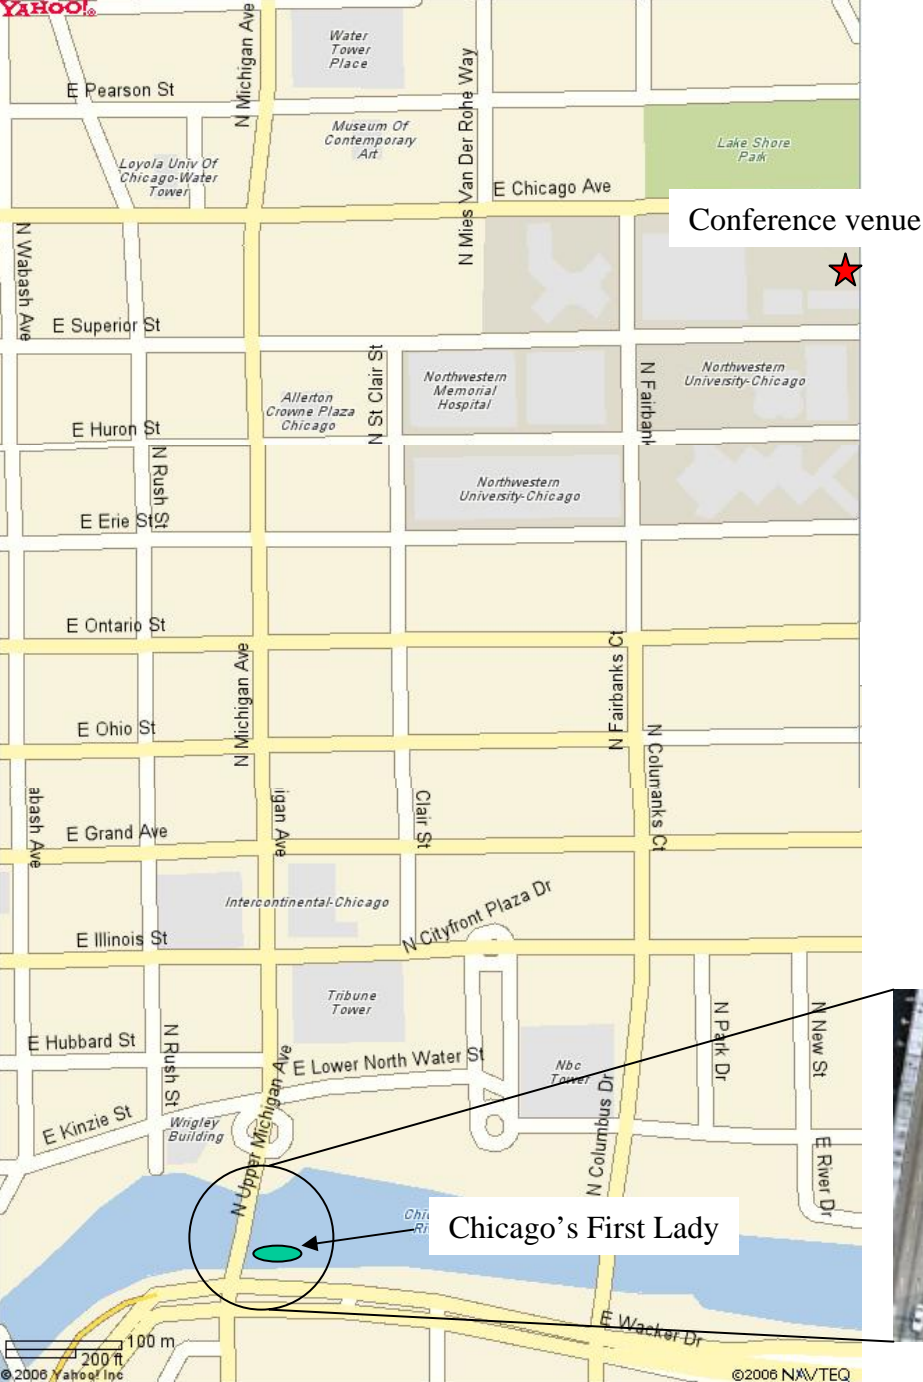 YAHOO!
N Michigan Ave
Water
Tower
Place
E Pearson St
N Mies Van Der Rohe Way
Museum Of
Contemporary
Art
Lake Shore
Park
Loyola Univ Of
Chicago-Water
Tower
E Chicago Ave
Conference venue
N Wabash Ave
E Superior St
N St Clair St
Northwestern
Memorial
Hospital
N Fairbank
Northwestern
University-Chicago
Allerton
Crowne Plaza
Chicago
E Huron St
N Rush St
Northwestern
University-Chicago
E Erie St
E Ontario St
N Michigan Ave
N Fairbanks Ct
E Ohio St
N Columanks Ct
abash Ave
igan Ave
Clair St
E Grand Ave
Intercontinental-Chicago
N Cityfront Plaza Dr
E Illinois St
Tribune
Tower
N Park Dr
N New St
E Hubbard St
N Rush St
E Lower North Water St
Nbc
Tower
E Kinzie St
Wrigley
Building
N Upper Michigan Ave
N Columbus Dr
E River Dr
Chi
Ri
Chicago's First Lady
E Wacker Dr
100 m
200 ft
©2006 Yahoo! Inc
©2006 NAVTEQ